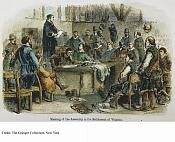 Meeting of the Assembly in the Settlement of Virginia.
Credit: The Granger Collection, New York